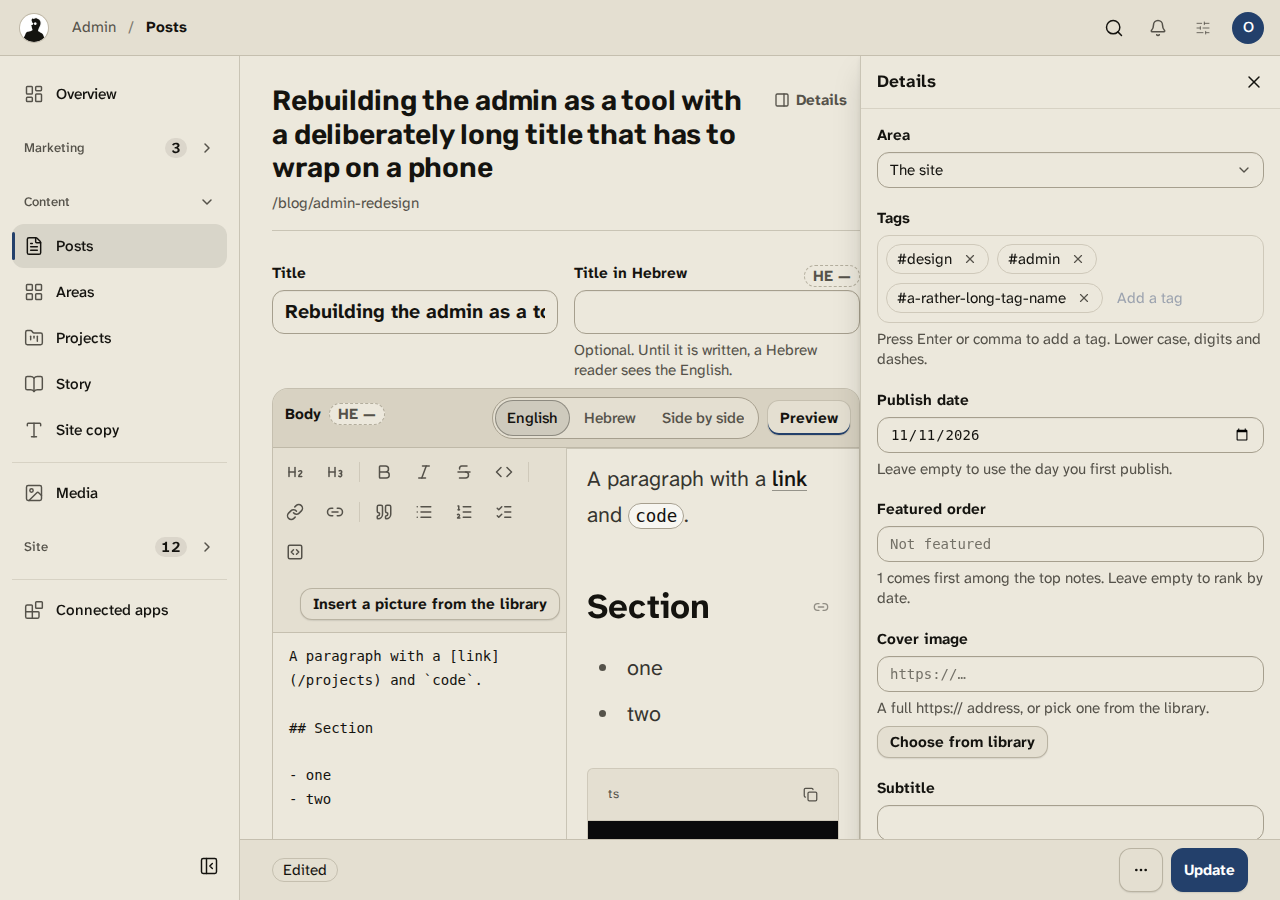 Admin / Posts
O
Overview
Marketing 3
Content
Posts
Areas
Projects
Story
Site copy
Media
Site 12
Connected apps
Rebuilding the admin as a tool with
a deliberately long title that has to
wrap on a phone
/blog/admin-redesign
Details
Title
Rebuilding the admin as a to
Title in Hebrew
HE —
Optional. Until it is written, a Hebrew
reader sees the English.
Body HE —
English Hebrew Side by side Preview
H2 H3 B I S
Insert a picture from the library
A paragraph with a [link]
(/projects) and `code`.
## Section
- one
- two
A paragraph with a link
and code.
Section
• one
• two
ts
Details
Area
The site
Tags
#design
#admin
#a-rather-long-tag-name
Add a tag
Press Enter or comma to add a tag. Lower case, digits and
dashes.
Publish date
11/11/2026
Leave empty to use the day you first publish.
Featured order
Not featured
1 comes first among the top notes. Leave empty to rank by
date.
Cover image
https://…
A full https:// address, or pick one from the library.
Choose from library
Subtitle
Edited
...
Update